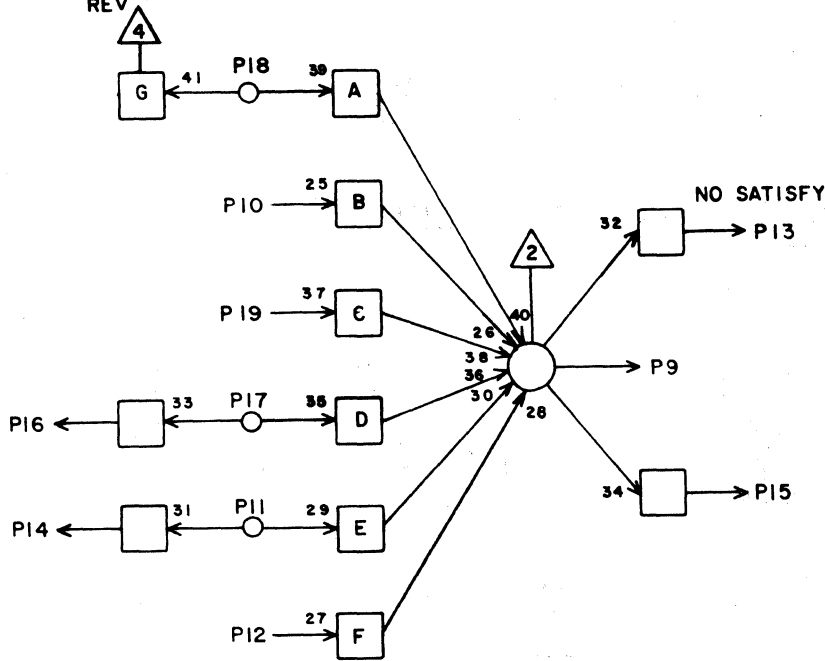 REV
4
41 P18 39
G A
25
P10 B
NO SATISFY
32
P13
2
37
P19 C
40
26
38
36
30
28
P9
33 P17 35
P16 D
34 P15
31 P11 29
P14 E
27
P12 F